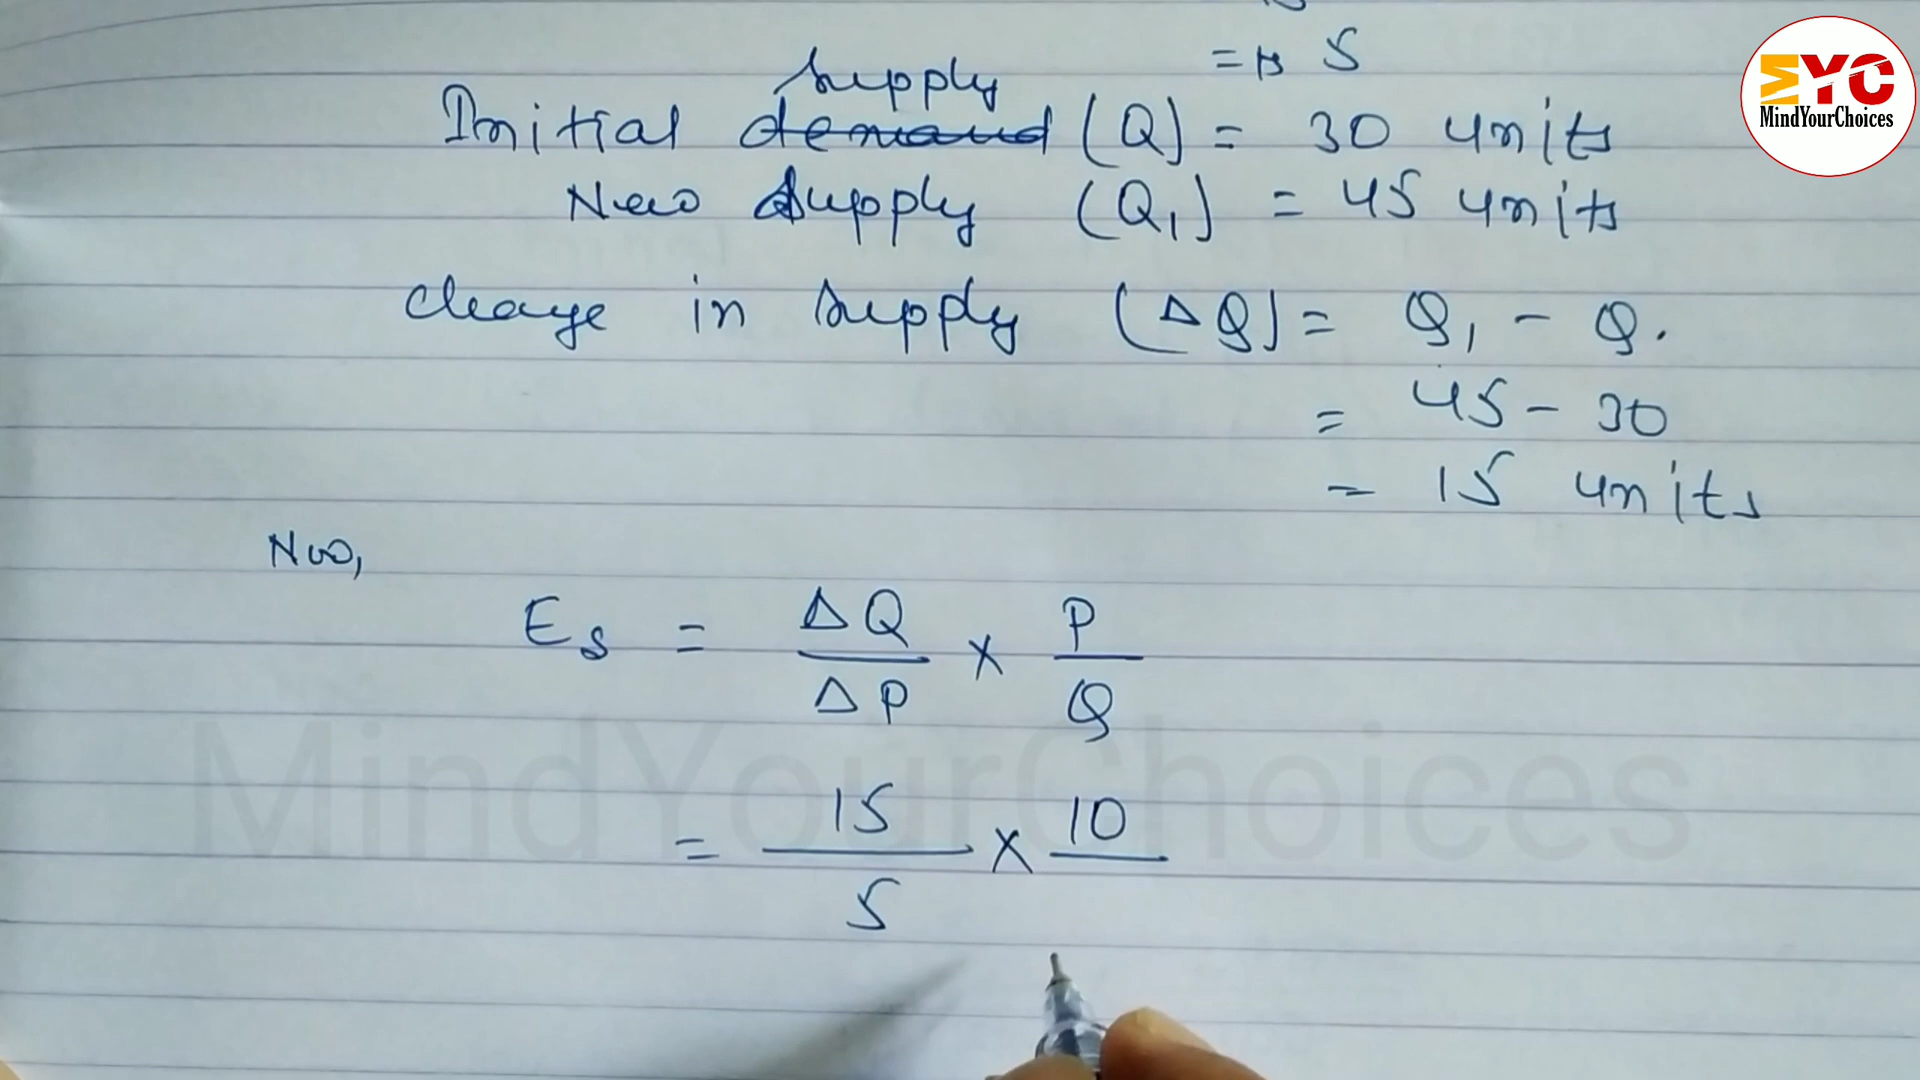 = ₨ 5
supply
Initial demand (Q) = 30 units
New Supply (Q₁) = 45 units
Change in supply (ΔQ) = Q₁ - Q.
= 45 - 30
= 15 units
Now,
Es = ΔQ/ΔP × P/Q
= 15/5 × 10
MYC
MindYourChoices
MindYourChoices